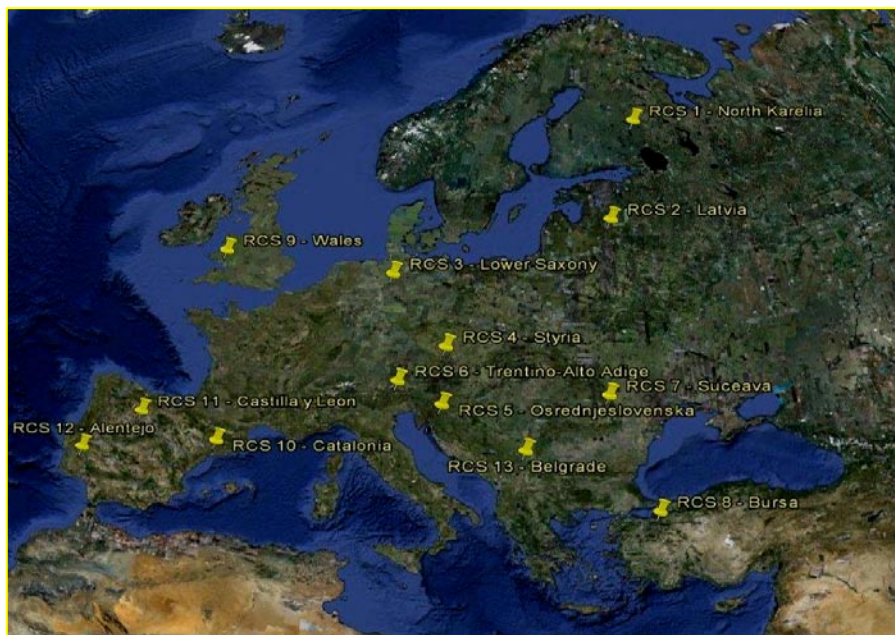 RCS 1 - North Karelia
RCS 2 - Latvia
RCS 9 - Wales
RCS 3 - Lower Saxony
RCS 4 - Styria
RCS 6 - Trentino-Alto Adige
RCS 7 - Suceava
RCS 11 - Castilla y Leon
RCS 5 - Osrednjeslovenska
RCS 12 - Alentejo
RCS 10 - Catalonia
RCS 13 - Belgrade
RCS 8 - Bursa